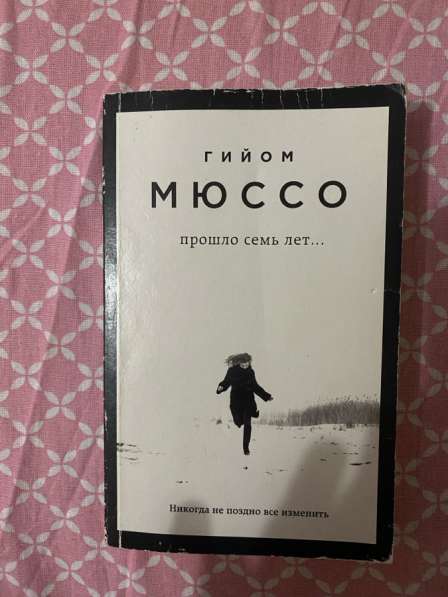 ГИЙОМ
МЮССО
прошло семь лет...
Никогда не поздно все изменить